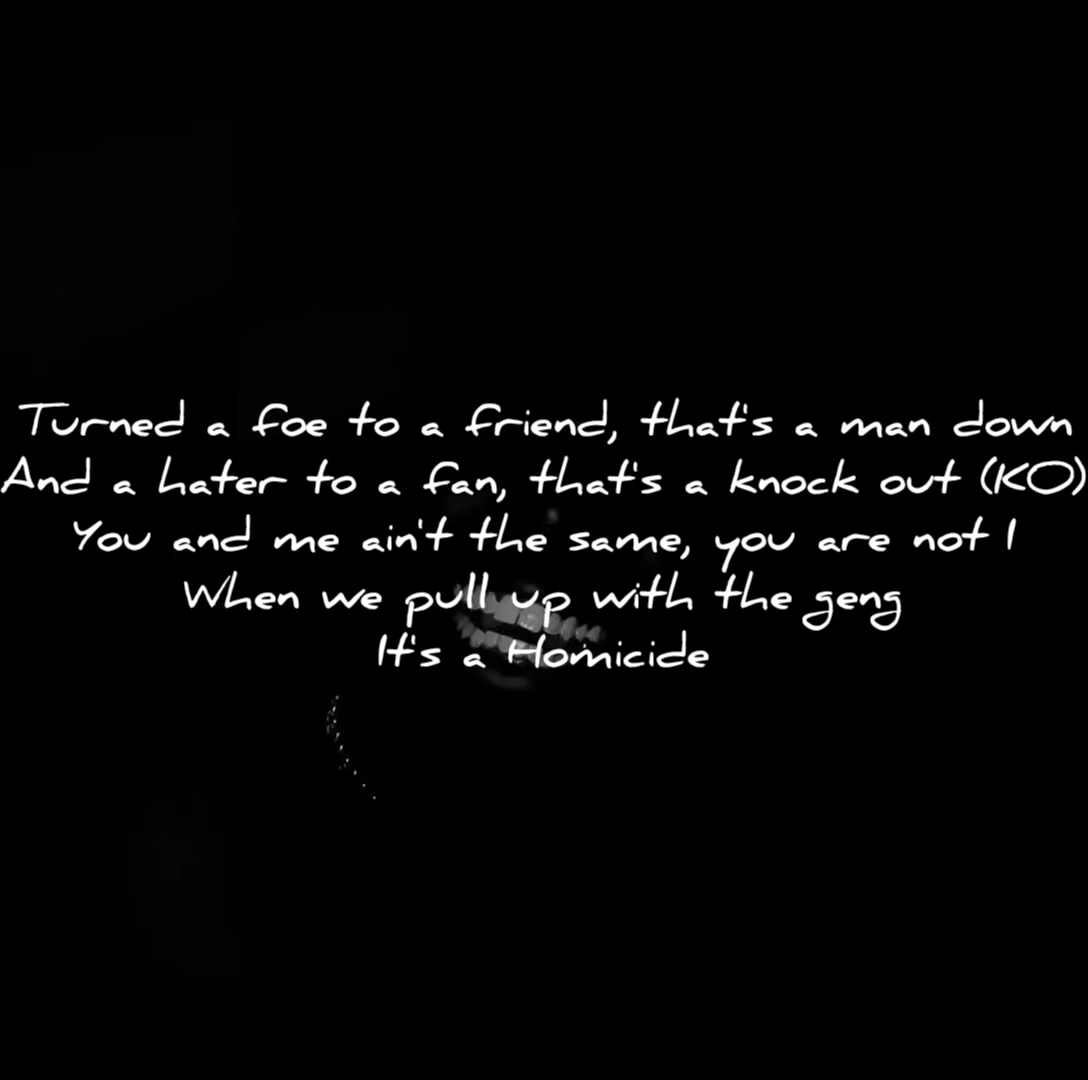 Turned a foe to a friend, that's a man down
And a hater to a fan, that's a knock out (KO)
You and me ain't the same, you are not I
When we pull up with the geng
It's a Homicide